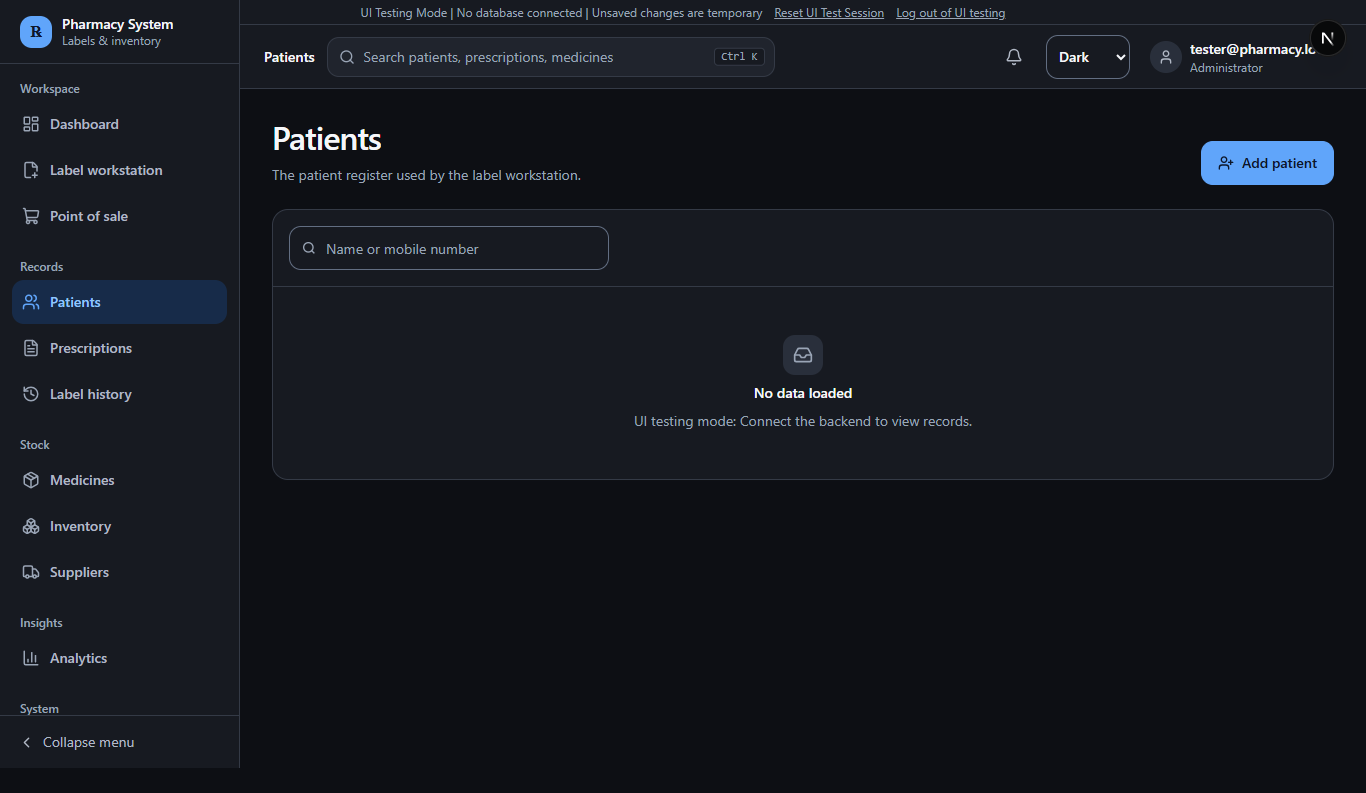 UI Testing Mode | No database connected | Unsaved changes are temporary Reset UI Test Session Log out of UI testing
℞ Pharmacy System
Labels & inventory
Workspace
Dashboard
Label workstation
Point of sale
Records
Patients
Prescriptions
Label history
Stock
Medicines
Inventory
Suppliers
Insights
Analytics
System
Collapse menu
Patients
Search patients, prescriptions, medicines
Ctrl K
Dark
tester@pharmacy.lo
Administrator
N
Patients
The patient register used by the label workstation.
Add patient
Name or mobile number
No data loaded
UI testing mode: Connect the backend to view records.